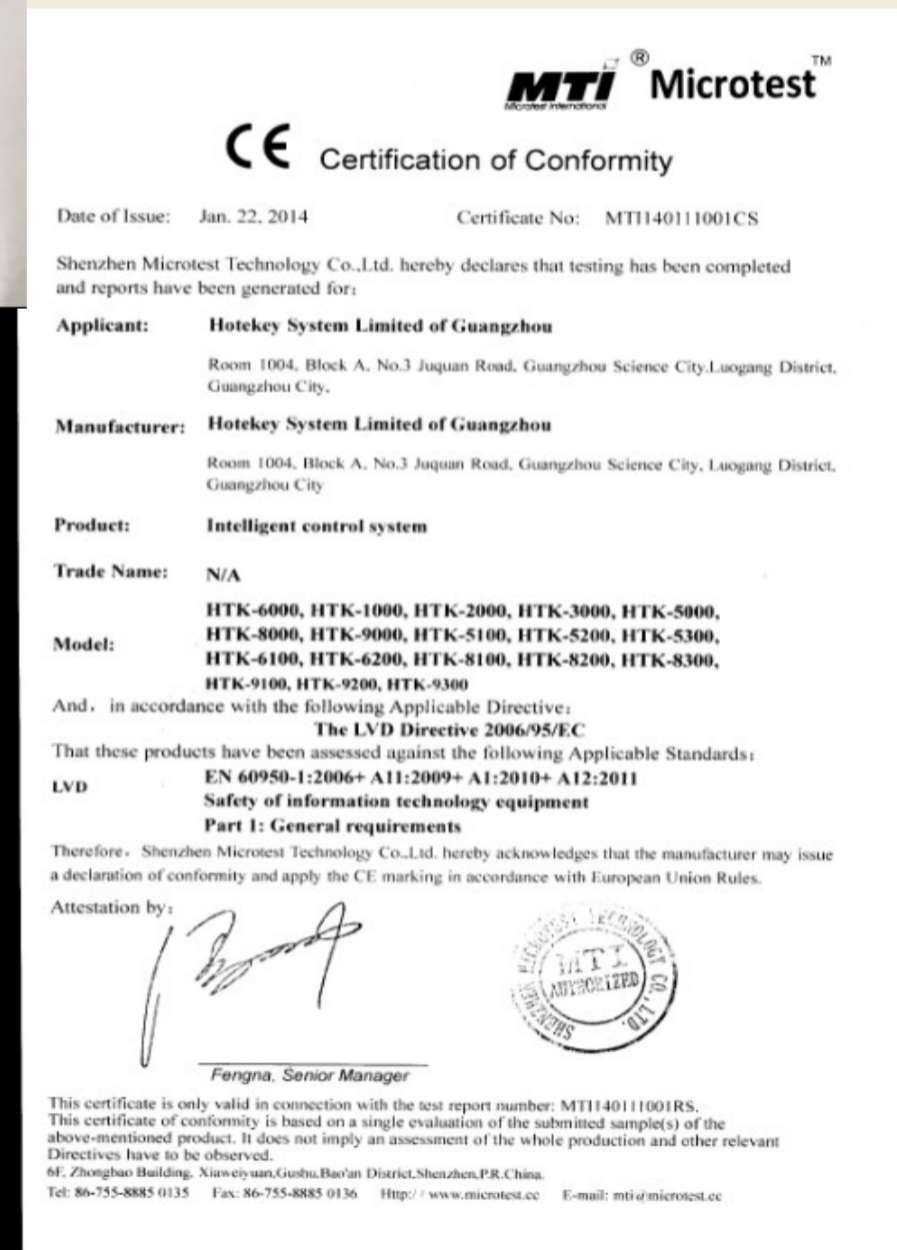 MTi ® Microtest™
Microtest International
CE Certification of Conformity
Date of Issue: Jan. 22, 2014 Certificate No: MTI140111001CS
Shenzhen Microtest Technology Co.,Ltd. hereby declares that testing has been completed
and reports have been generated for:
Applicant: Hotekey System Limited of Guangzhou
Room 1004, Block A, No.3 Juquan Road, Guangzhou Science City,Luogang District,
Guangzhou City,
Manufacturer: Hotekey System Limited of Guangzhou
Room 1004, Block A, No.3 Juquan Road, Guangzhou Science City, Luogang District,
Guangzhou City
Product: Intelligent control system
Trade Name: N/A
HTK-6000, HTK-1000, HTK-2000, HTK-3000, HTK-5000,
HTK-8000, HTK-9000, HTK-5100, HTK-5200, HTK-5300,
Model:
HTK-6100, HTK-6200, HTK-8100, HTK-8200, HTK-8300,
HTK-9100, HTK-9200, HTK-9300
And, in accordance with the following Applicable Directive:
The LVD Directive 2006/95/EC
That these products have been assessed against the following Applicable Standards:
LVD EN 60950-1:2006+ A11:2009+ A1:2010+ A12:2011
Safety of information technology equipment
Part 1: General requirements
Therefore, Shenzhen Microtest Technology Co.,Ltd. hereby acknowledges that the manufacturer may issue
a declaration of conformity and apply the CE marking in accordance with European Union Rules.
Attestation by:
SHENZHEN MICROTEST TECHNOLOGY CO., LTD.
MTI
AUTHORIZED
Fengna, Senior Manager
This certificate is only valid in connection with the test report number: MTI140111001RS.
This certificate of conformity is based on a single evaluation of the submitted sample(s) of the
above-mentioned product. It does not imply an assessment of the whole production and other relevant
Directives have to be observed.
6F, Zhongbao Building, Xiaweiyuan,Gushu,Bao'an District,Shenzhen,P.R.China.
Tel: 86-755-8885 0135 Fax: 86-755-8885 0136 Http://www.microtest.cc E-mail: mti@microtest.cc